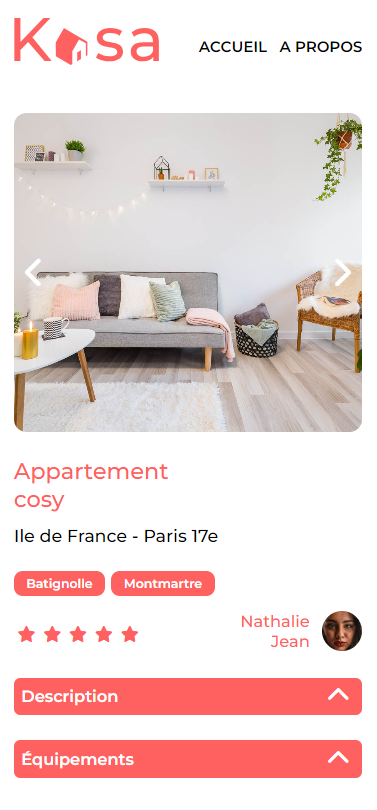 Kasa
ACCUEIL A PROPOS
Appartement
cosy
Ile de France - Paris 17e
Batignolle Montmartre
Nathalie
Jean
Description
Équipements